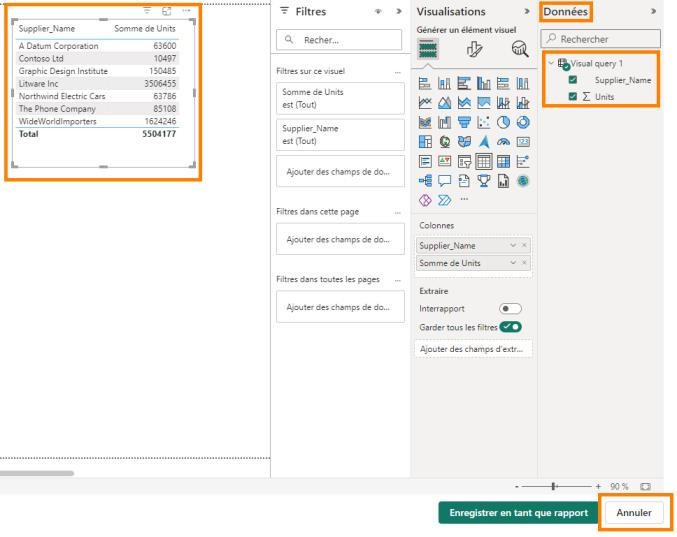 Supplier_Name Somme de Units
A Datum Corporation 63600
Contoso Ltd 10497
Graphic Design Institute 150485
Litware Inc 3506455
Northwind Electric Cars 63786
The Phone Company 85108
WideWorldImporters 1624246
Total 5504177
Filtres
Recher...
Filtres sur ce visuel ...
Somme de Units
est (Tout)
Supplier_Name
est (Tout)
Ajouter des champs de do...
Filtres dans cette page ...
Ajouter des champs de do...
Filtres dans toutes les pages ...
Ajouter des champs de do...
Visualisations
Générer un élément visuel
123
...
Colonnes
Supplier_Name
Somme de Units
Extraire
Interrapport
Garder tous les filtres
Ajouter des champs d'extr...
Données
Rechercher
Visual query 1
Supplier_Name
Σ Units
- + 90 %
Enregistrer en tant que rapport
Annuler